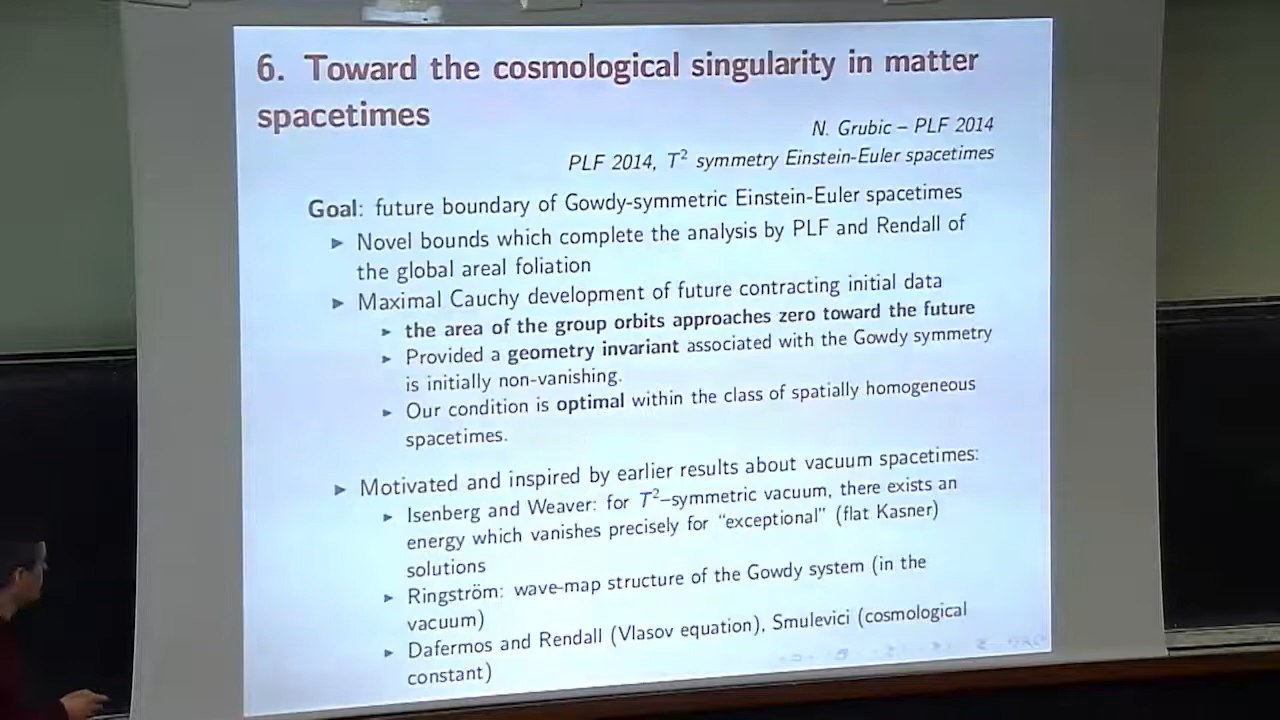 6. Toward the cosmological singularity in matter
spacetimes
N. Grubic – PLF 2014
PLF 2014, T² symmetry Einstein-Euler spacetimes
Goal: future boundary of Gowdy-symmetric Einstein-Euler spacetimes
► Novel bounds which complete the analysis by PLF and Rendall of
the global areal foliation
► Maximal Cauchy development of future contracting initial data
► the area of the group orbits approaches zero toward the future
► Provided a geometry invariant associated with the Gowdy symmetry
is initially non-vanishing.
► Our condition is optimal within the class of spatially homogeneous
spacetimes.
► Motivated and inspired by earlier results about vacuum spacetimes:
► Isenberg and Weaver: for T²–symmetric vacuum, there exists an
energy which vanishes precisely for “exceptional” (flat Kasner)
solutions
► Ringström: wave-map structure of the Gowdy system (in the
vacuum)
► Dafermos and Rendall (Vlasov equation), Smulevici (cosmological
constant)